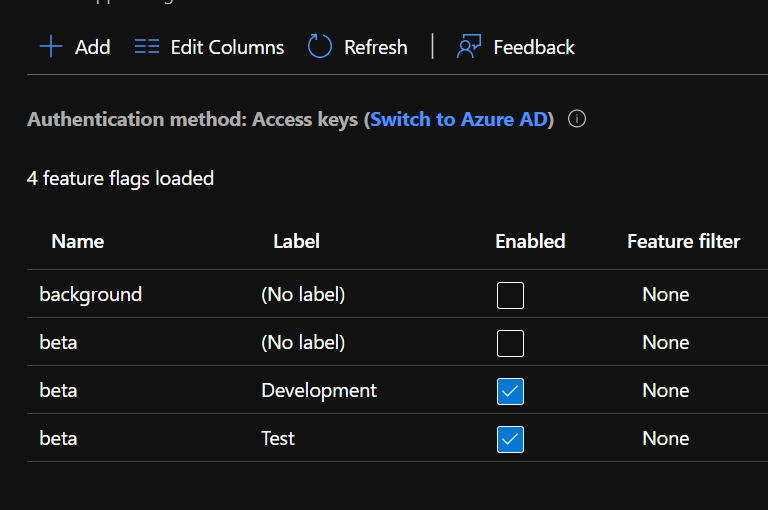 Add Edit Columns Refresh | Feedback
Authentication method: Access keys (Switch to Azure AD)
4 feature flags loaded
Name Label Enabled Feature filter
background (No label) None
beta (No label) None
beta Development None
beta Test None